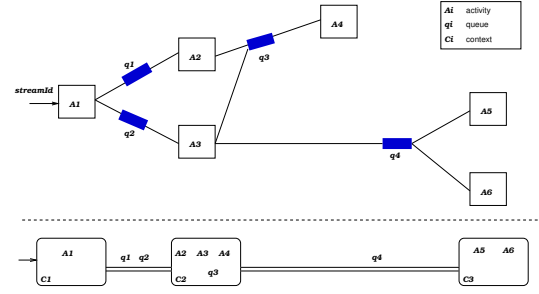 A4
Ai activity
qi queue
Ci context
q1
A2
q3
streamId
A1
q2
A3
q4
A5
A6
A1
q1 q2
A2 A3 A4
q4
A5 A6
q3
C1
C2
C3